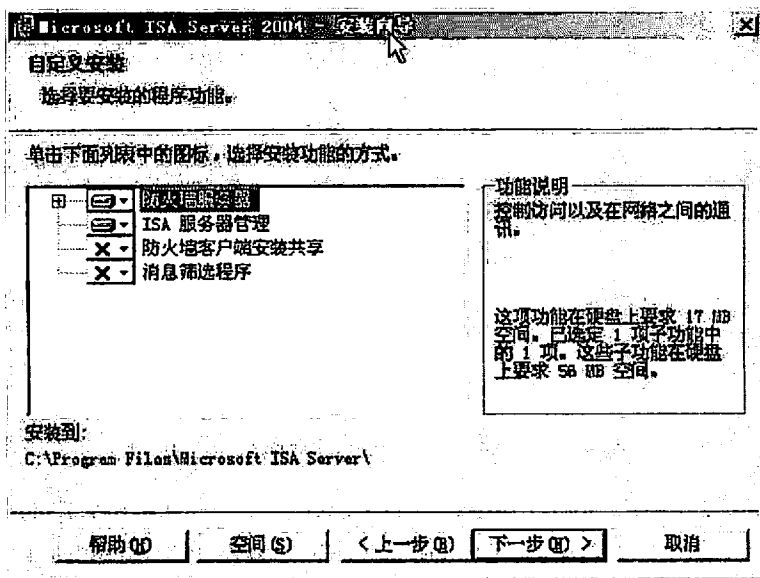 Microsoft ISA Server 2004 - 安装向导
自定义安装
选择要安装的程序功能。
单击下面列表中的图标，选择安装功能的方式。
防火墙服务器
ISA 服务器管理
防火墙客户端安装共享
消息筛选程序
功能说明
控制访问以及在网络之间的通
讯。
这项功能在硬盘上要求 17 MB
空间。已选定 1 项子功能中
的 1 项。这些子功能在硬盘
上要求 56 MB 空间。
安装到:
C:\Program Files\Microsoft ISA Server\
帮助(H)
空间(S)
< 上一步(B)
下一步(N) >
取消